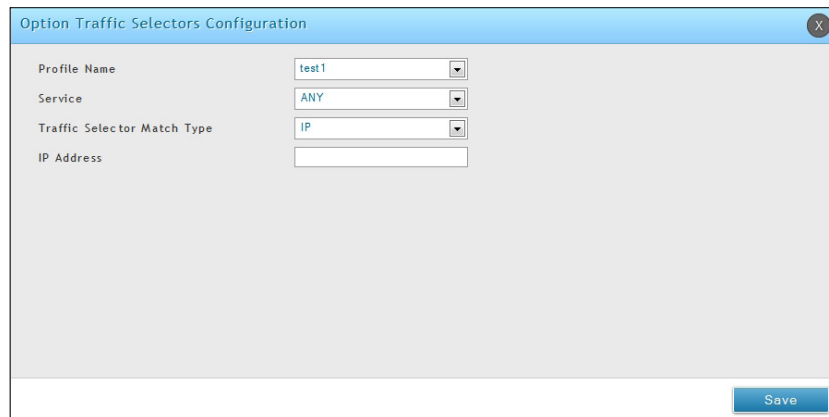 Option Traffic Selectors Configuration
X
Profile Name test1
Service ANY
Traffic Selector Match Type IP
IP Address
Save